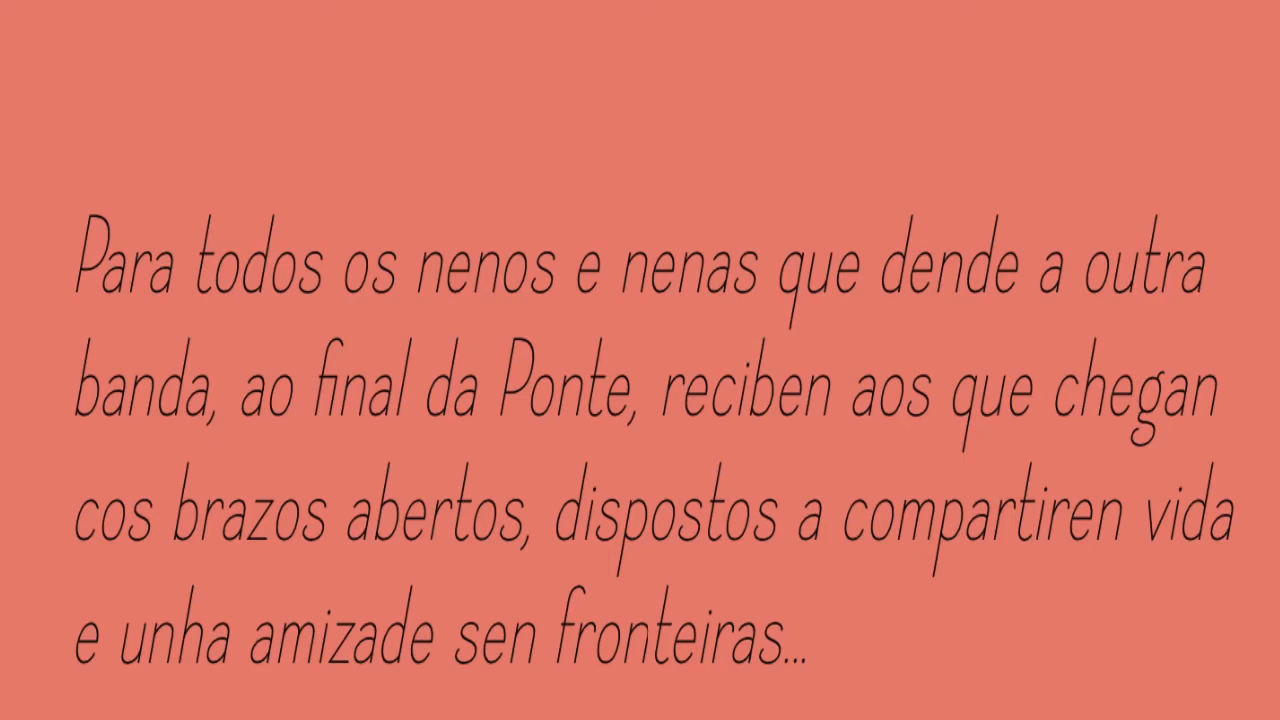 Para todos os nenos e nenas que dende a outra
banda, ao final da Ponte, reciben aos que chegan
cos brazos abertos, dispostos a compartiren vida
e unha amizade sen fronteiras...